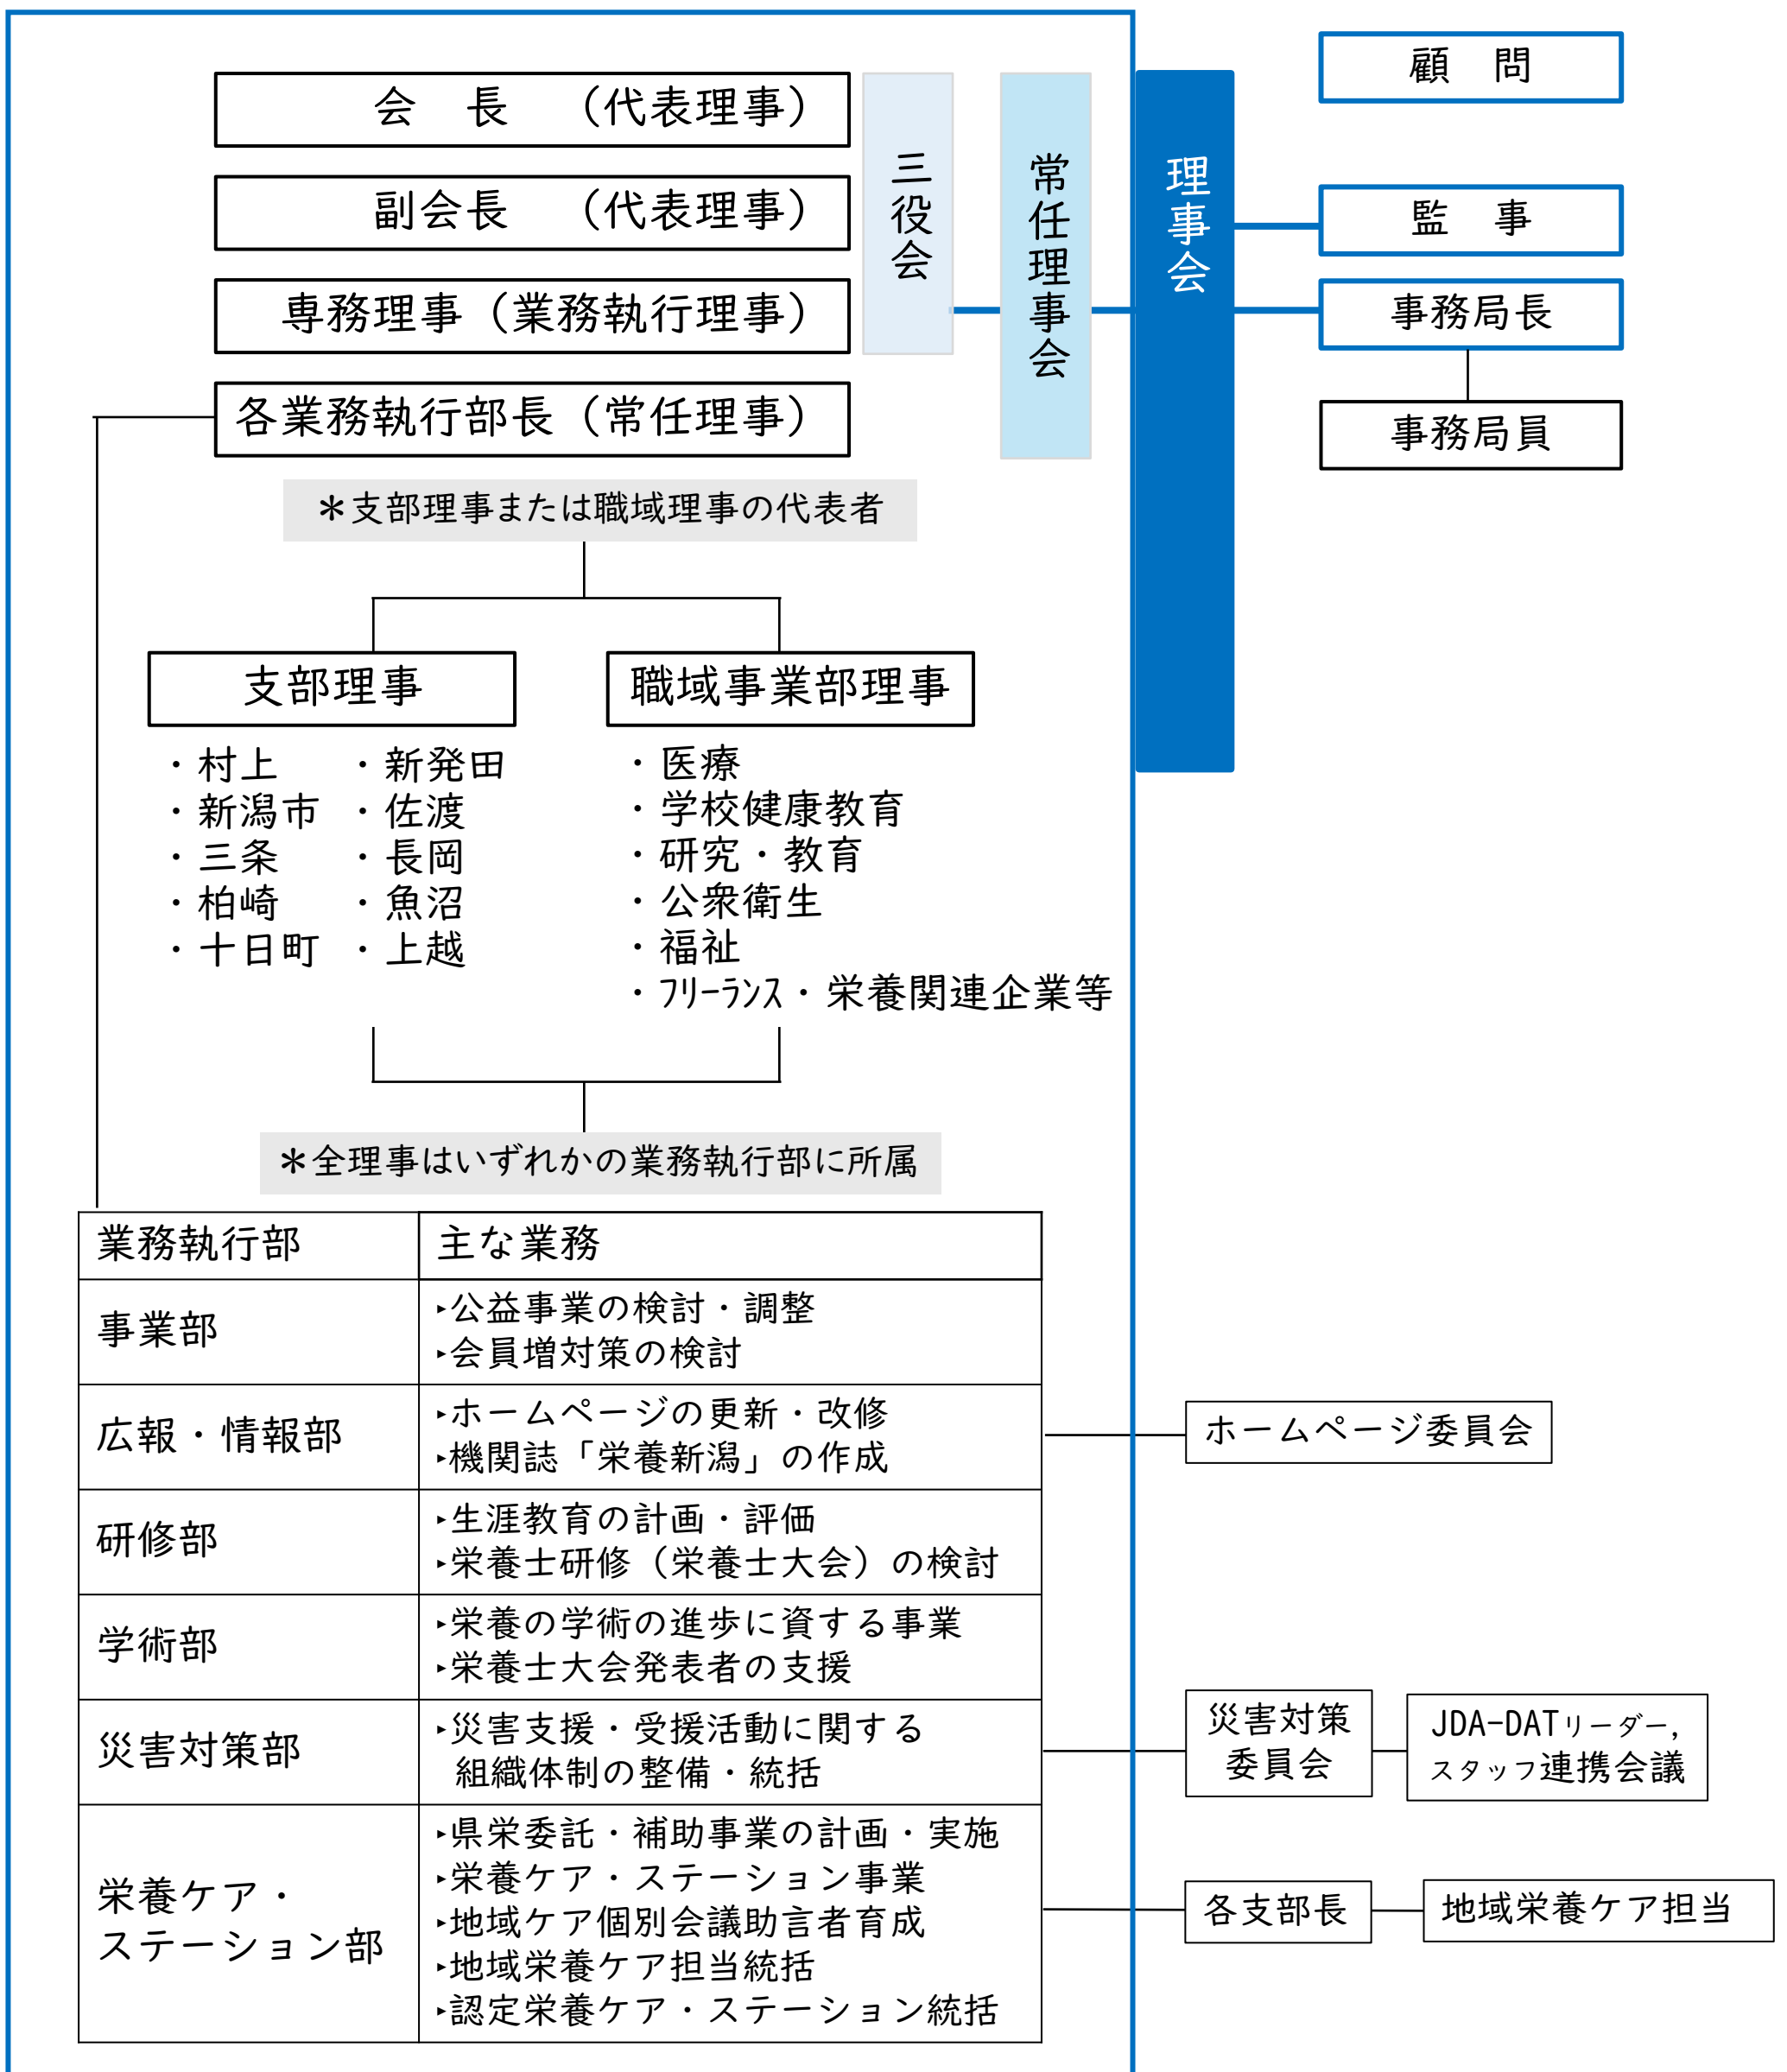 会　長　（代表理事）
副会長　（代表理事）
専務理事（業務執行理事）
各業務執行部長（常任理事）
三役会
常任理事会
理事会
顧　問
監　事
事務局長
事務局員
＊支部理事または職域理事の代表者
支部理事
・村上　・新発田
・新潟市　・佐渡
・三条　・長岡
・柏崎　・魚沼
・十日町　・上越
職域事業部理事
・医療
・学校健康教育
・研究・教育
・公衆衛生
・福祉
・ﾌﾘｰﾗﾝｽ・栄養関連企業等
＊全理事はいずれかの業務執行部に所属
業務執行部　主な業務
事業部
▸公益事業の検討・調整
▸会員増対策の検討
広報・情報部
▸ホームページの更新・改修
▸機関誌「栄養新潟」の作成
ホームページ委員会
研修部
▸生涯教育の計画・評価
▸栄養士研修（栄養士大会）の検討
学術部
▸栄養の学術の進歩に資する事業
▸栄養士大会発表者の支援
災害対策部
▸災害支援・受援活動に関する
組織体制の整備・統括
災害対策
委員会
JDA-DATリーダー，
スタッフ連携会議
栄養ケア・
ステーション部
▸県栄委託・補助事業の計画・実施
▸栄養ケア・ステーション事業
▸地域ケア個別会議助言者育成
▸地域栄養ケア担当統括
▸認定栄養ケア・ステーション統括
各支部長
地域栄養ケア担当